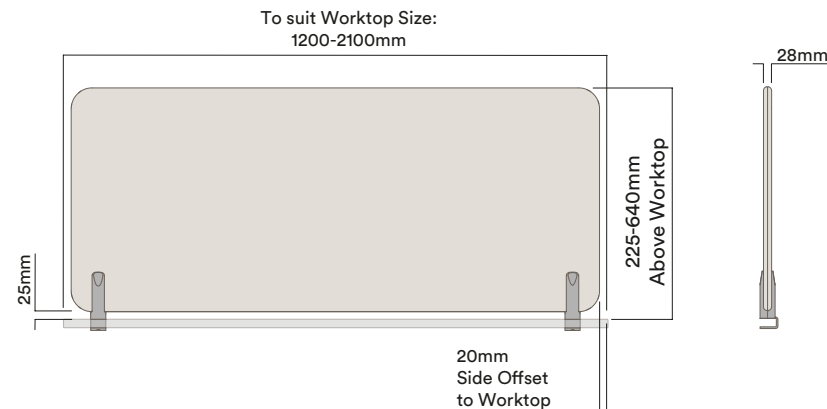 To suit Worktop Size:
1200-2100mm
28mm
225-640mm
Above Worktop
25mm
20mm
Side Offset
to Worktop